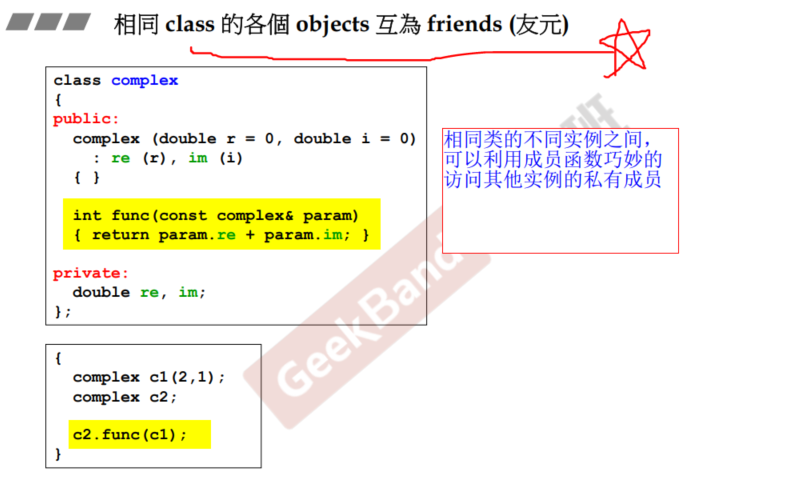 相同 class 的各個 objects 互為 friends (友元)
class complex
{
public:
complex (double r = 0, double i = 0)
: re (r), im (i)
{ }
int func(const complex& param)
{ return param.re + param.im; }
private:
double re, im;
};
相同类的不同实例之间，
可以利用成员函数巧妙的
访问其他实例的私有成员
{
complex c1(2,1);
complex c2;
c2.func(c1);
}
GeekBand
班